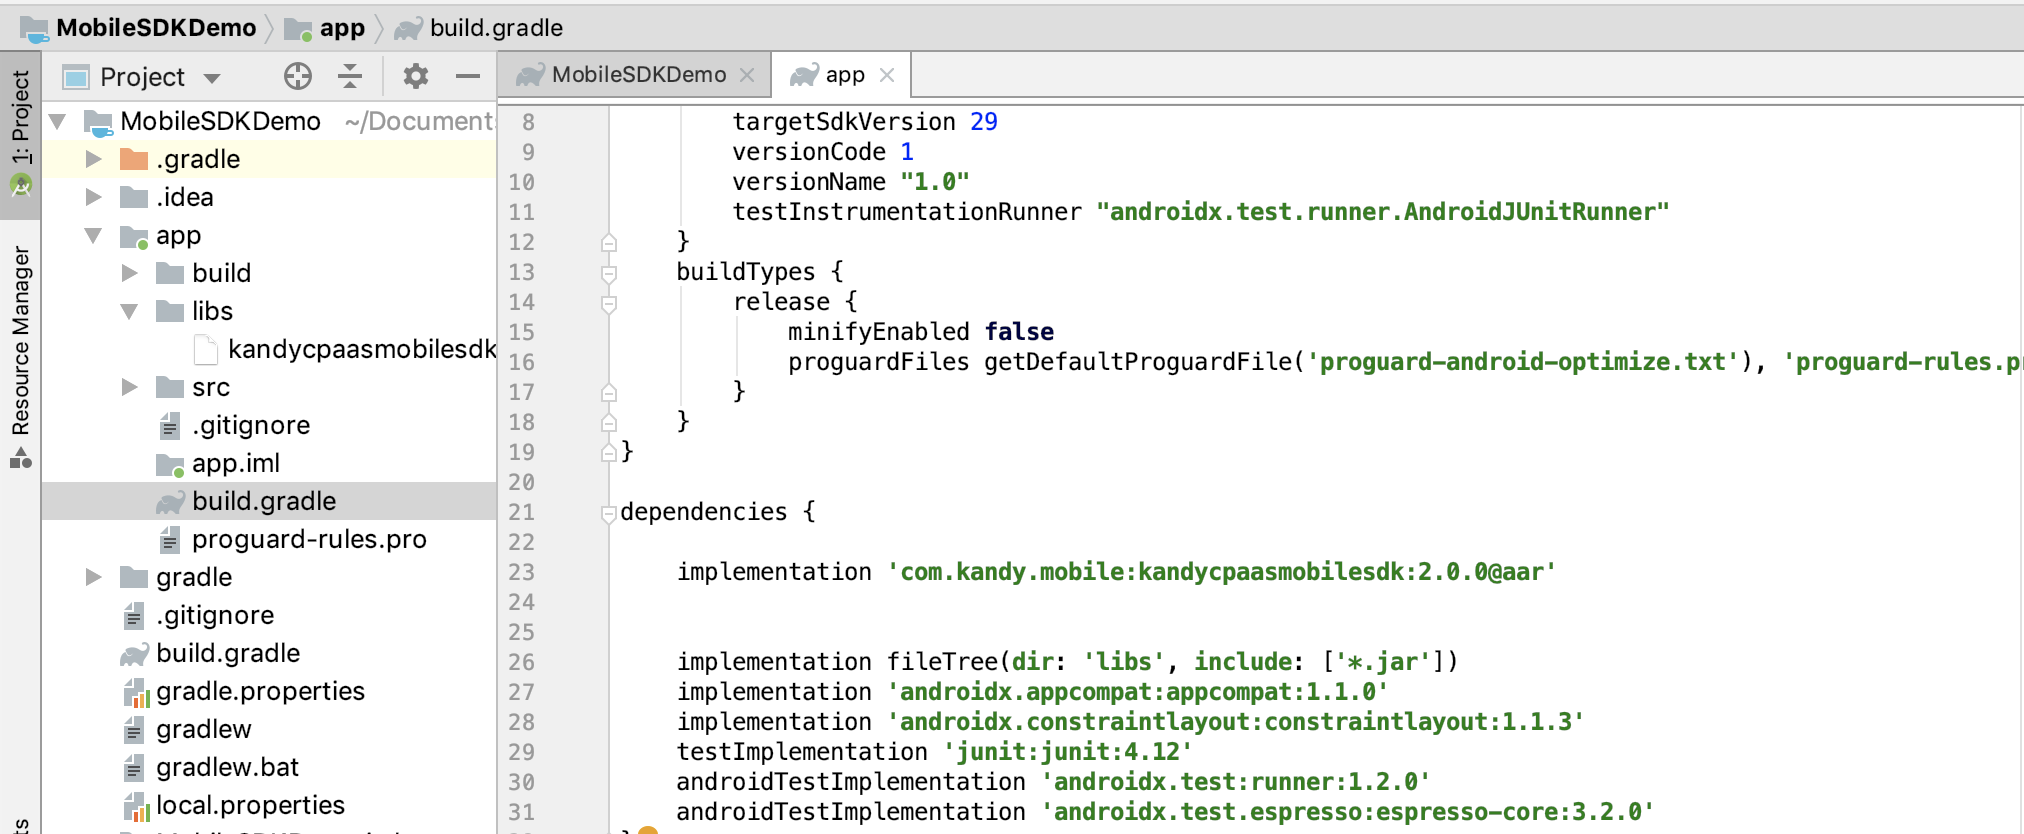 MobileSDKDemo app build.gradle
1: Project
Resource Manager
Project
MobileSDKDemo ~/Document
.gradle
.idea
app
build
libs
kandycpaasmobilesdk
src
.gitignore
app.iml
build.gradle
proguard-rules.pro
gradle
.gitignore
build.gradle
gradle.properties
gradlew
gradlew.bat
local.properties
MobileSDKDemo app
8 targetSdkVersion 29
9 versionCode 1
10 versionName "1.0"
11 testInstrumentationRunner "androidx.test.runner.AndroidJUnitRunner"
12 }
13 buildTypes {
14 release {
15 minifyEnabled false
16 proguardFiles getDefaultProguardFile('proguard-android-optimize.txt'), 'proguard-rules.pr
17 }
18 }
19 }
20
21 dependencies {
22
23 implementation 'com.kandy.mobile:kandycpaasmobilesdk:2.0.0@aar'
24
25
26 implementation fileTree(dir: 'libs', include: ['*.jar'])
27 implementation 'androidx.appcompat:appcompat:1.1.0'
28 implementation 'androidx.constraintlayout:constraintlayout:1.1.3'
29 testImplementation 'junit:junit:4.12'
30 androidTestImplementation 'androidx.test:runner:1.2.0'
31 androidTestImplementation 'androidx.test.espresso:espresso-core:3.2.0'